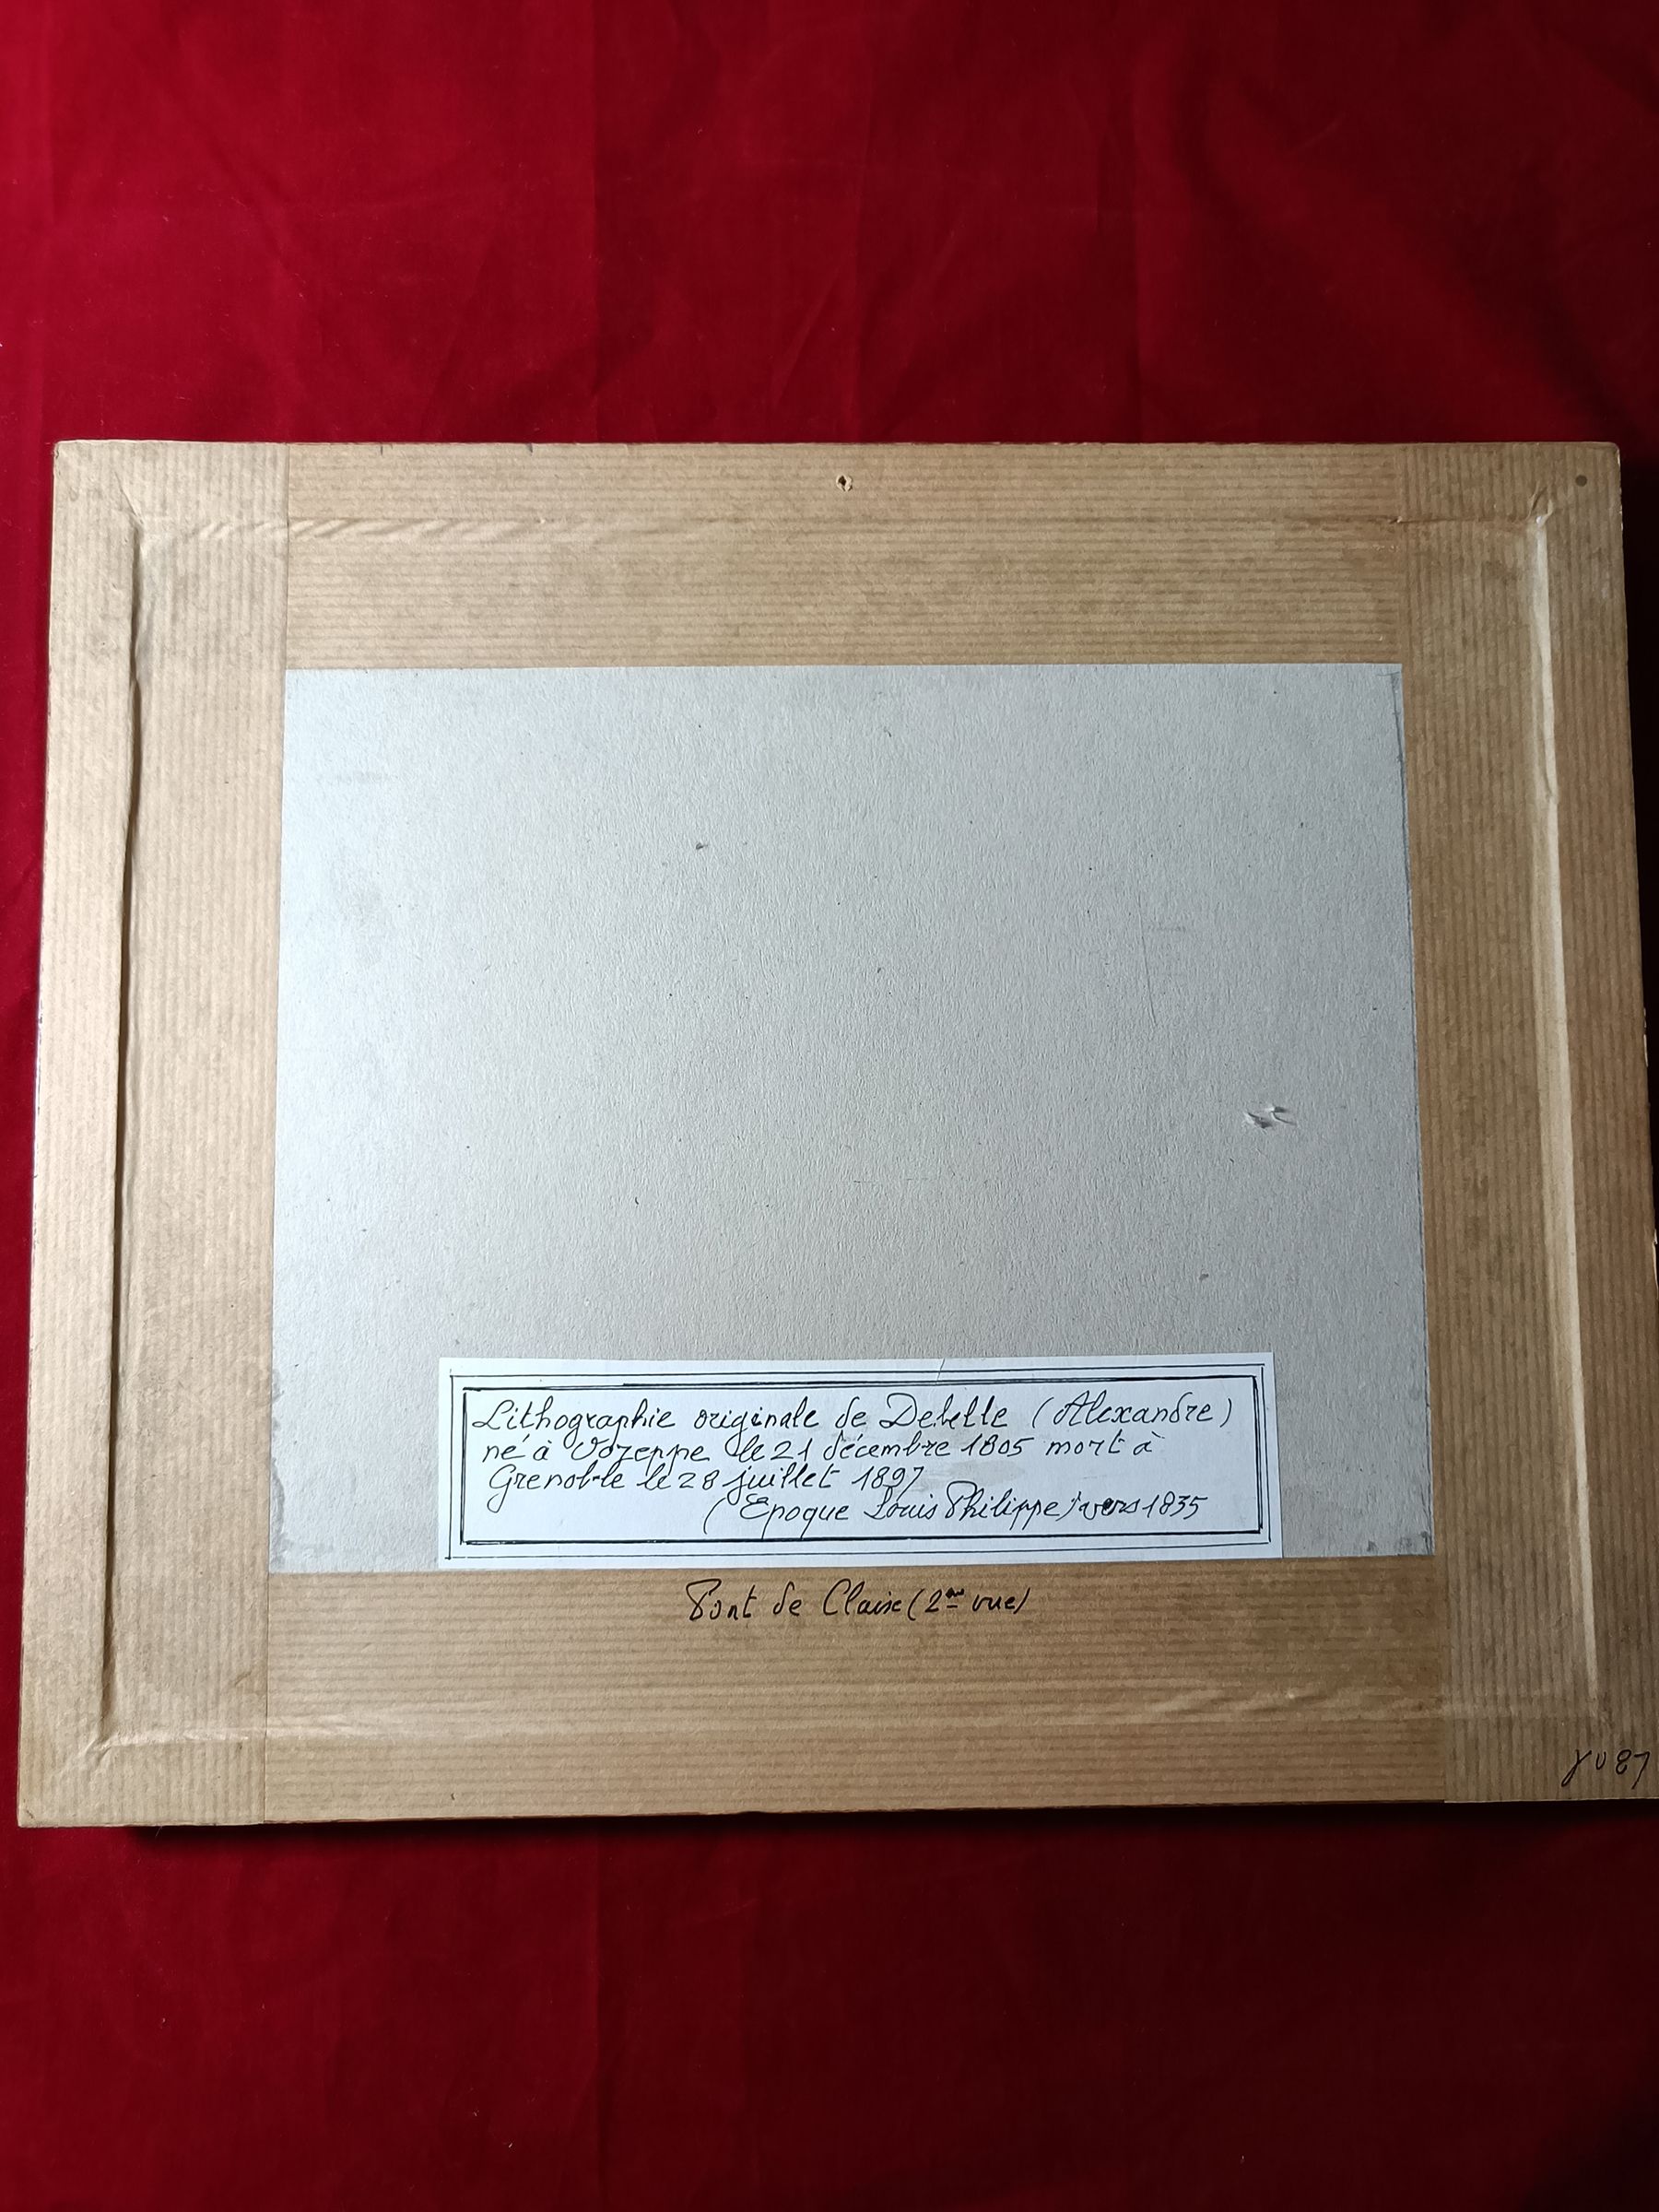 Lithographie originale de Debelle (Alexandre)
né à Voreppe le 21 décembre 1805 mort à
Grenoble le 28 juillet 1897
(Epoque Louis Philippe) vers 1835
Pont de Claix (2me vue)